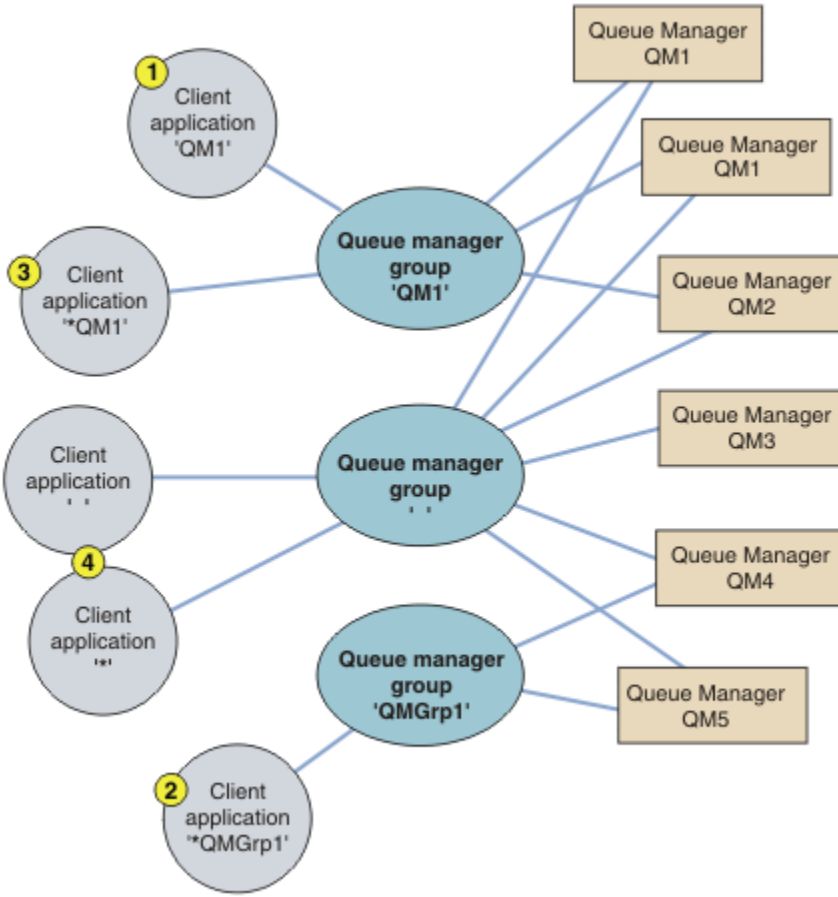 Queue Manager
QM1
1
Client
application
'QM1'
Queue Manager
QM1
Queue manager
group
'QM1'
3
Client
application
'*QM1'
Queue Manager
QM2
Queue Manager
QM3
Client
application
' '
Queue manager
group
' '
4
Client
application
'*'
Queue Manager
QM4
Queue manager
group
'QMGrp1'
Queue Manager
QM5
2
Client
application
'*QMGrp1'